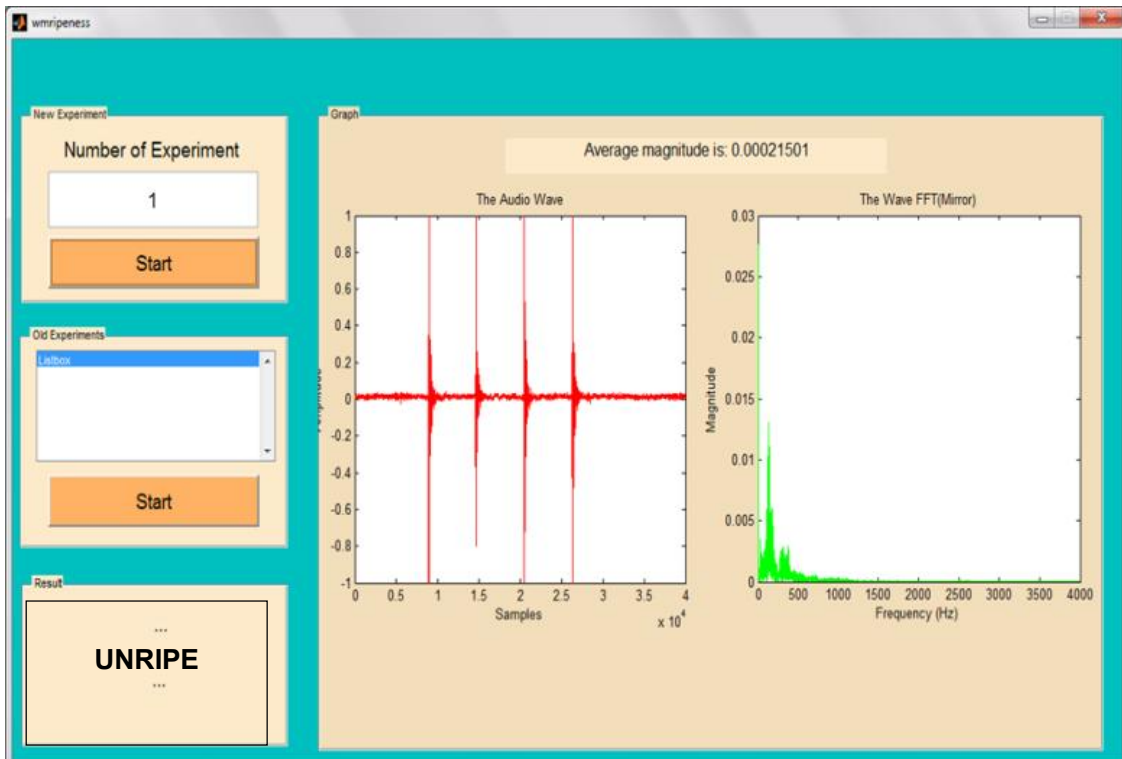 wmripeness
New Experiment
Number of Experiment
1
Start
Old Experiments
Listbox
Start
Result
...
UNRIPE
...
Graph
Average magnitude is: 0.00021501
The Audio Wave
1
0.8
0.6
0.4
0.2
0
-0.2
-0.4
-0.6
-0.8
-1
0 0.5 1 1.5 2 2.5 3 3.5 4
Samples
x 10^4
The Wave FFT(Mirror)
Magnitude
0.03
0.025
0.02
0.015
0.01
0.005
0
0 500 1000 1500 2000 2500 3000 3500 4000
Frequency (Hz)